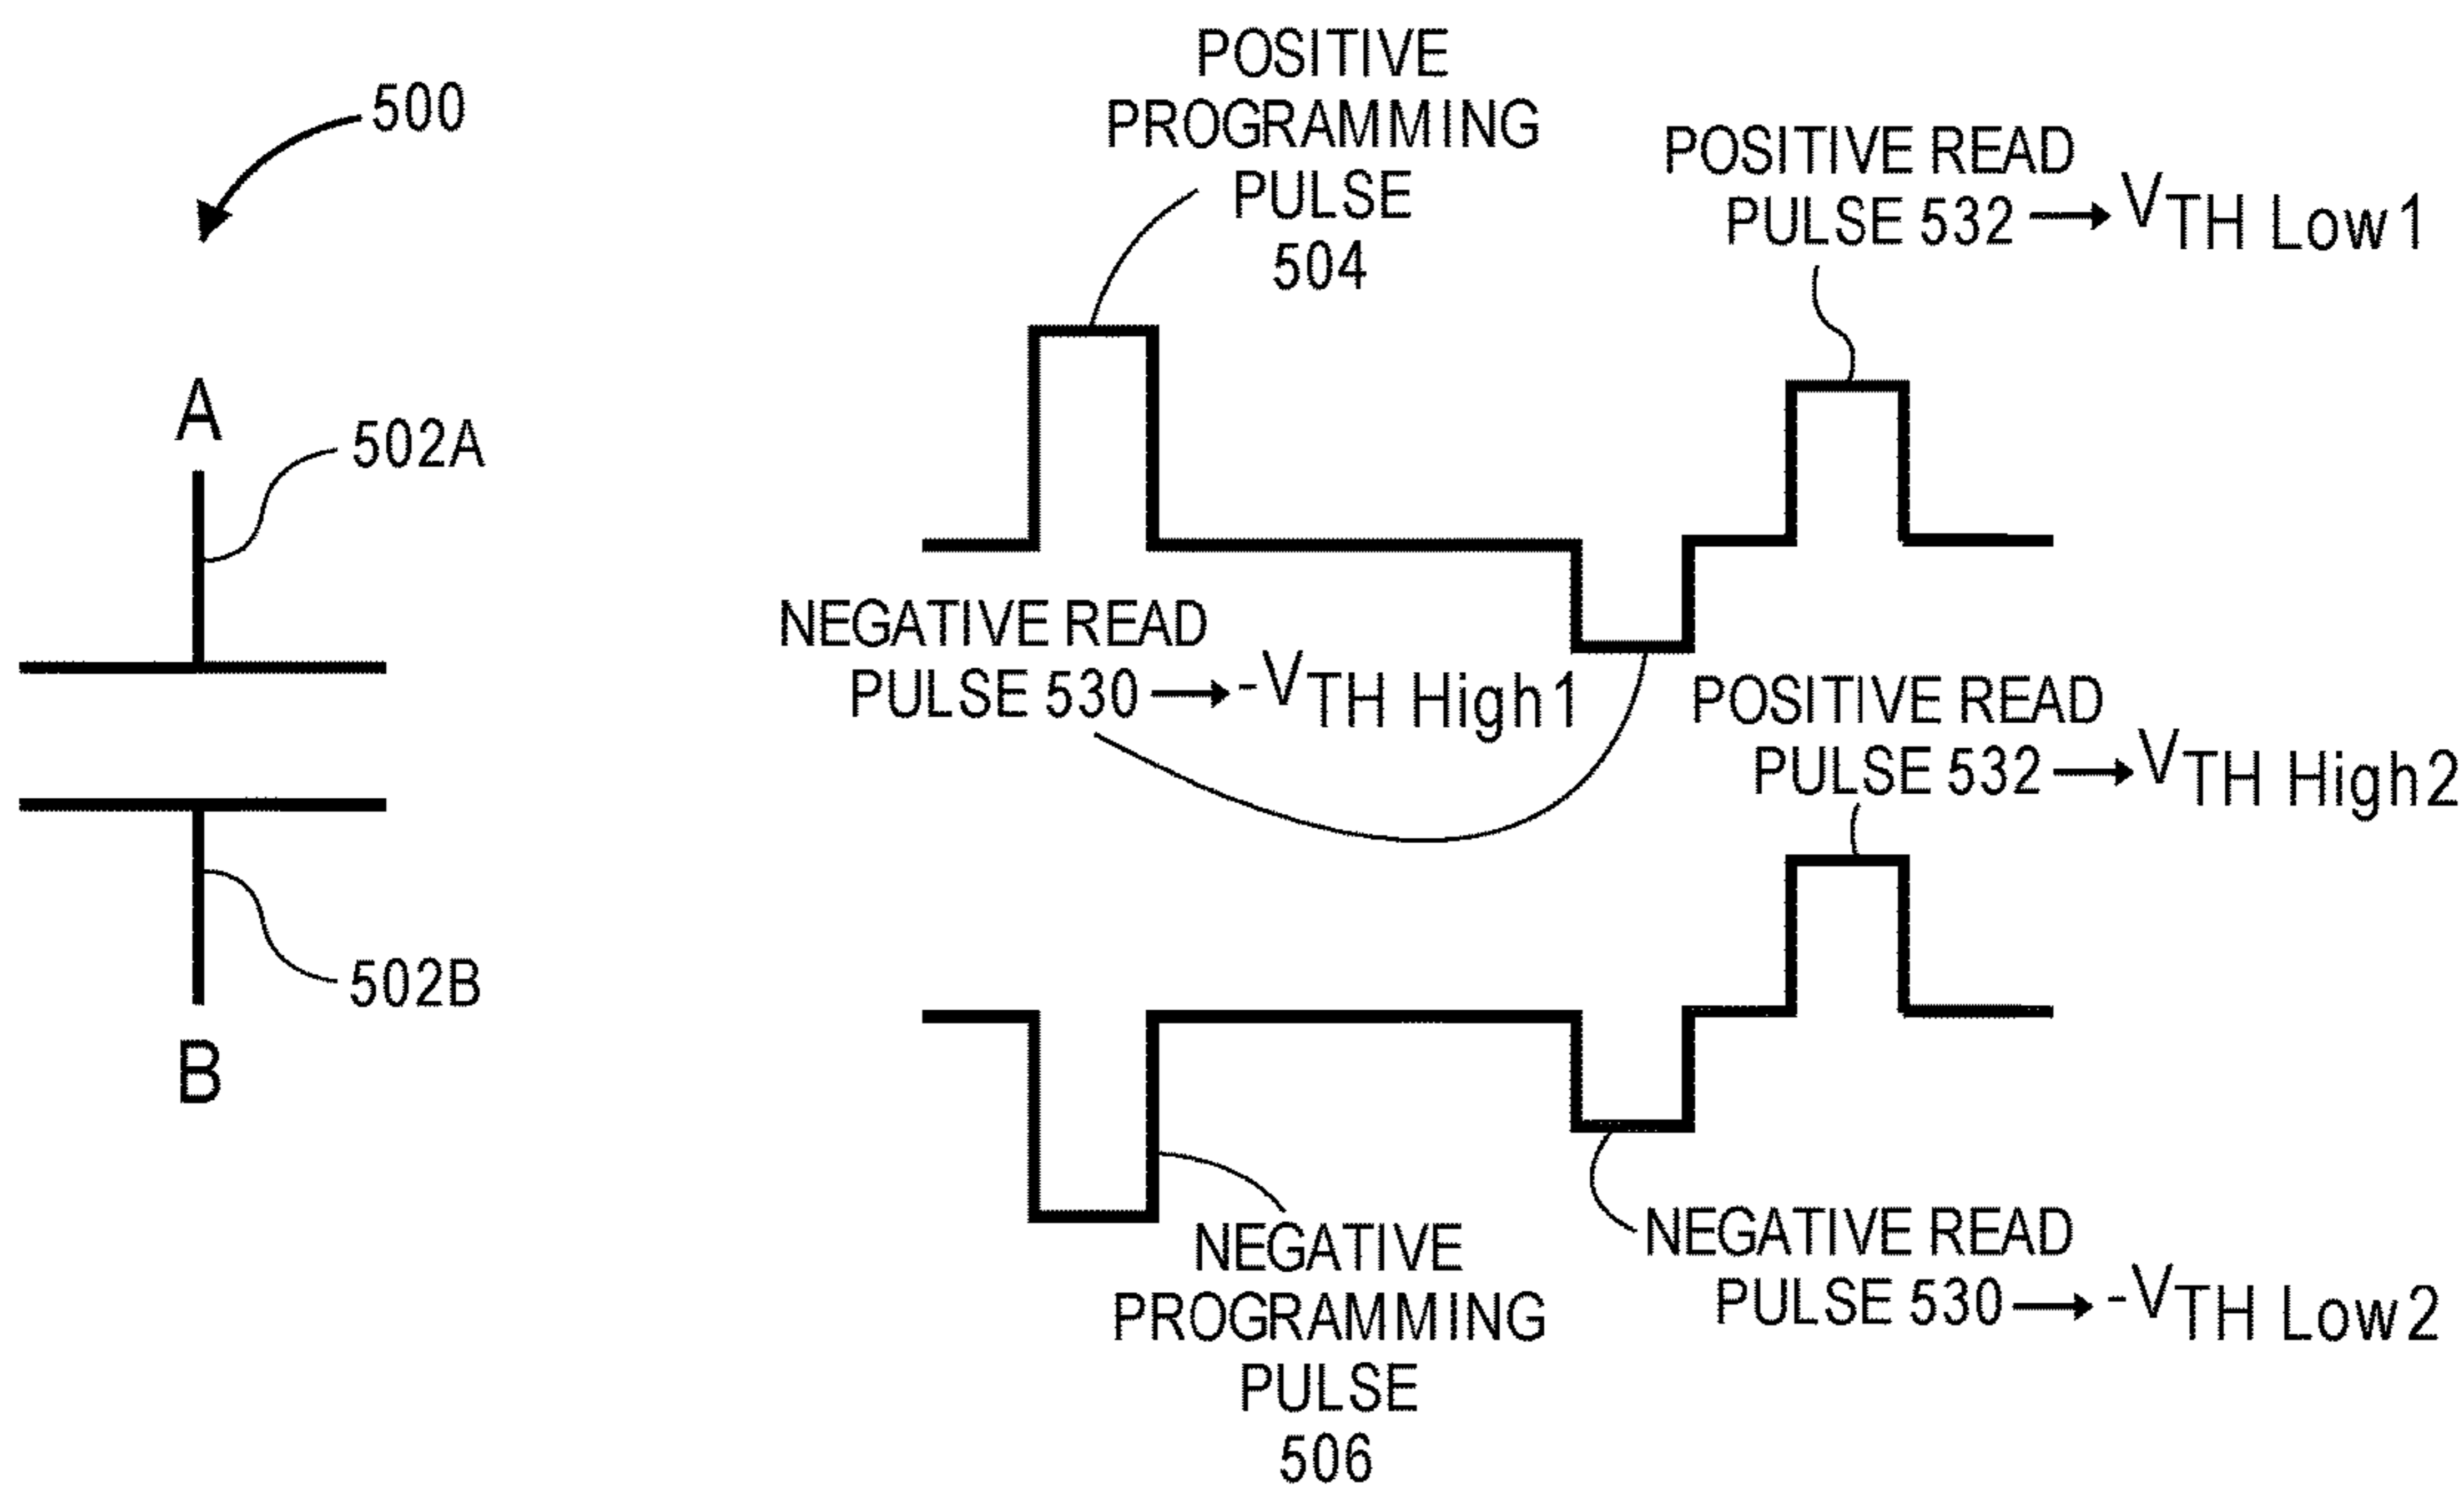 500
A
502A
502B
B
POSITIVE
PROGRAMMING
PULSE
504
POSITIVE READ
PULSE 532 → VTH Low1
NEGATIVE READ
PULSE 530 → -VTH High1
POSITIVE READ
PULSE 532 → VTH High2
NEGATIVE
PROGRAMMING
PULSE
506
NEGATIVE READ
PULSE 530 → -VTH Low2